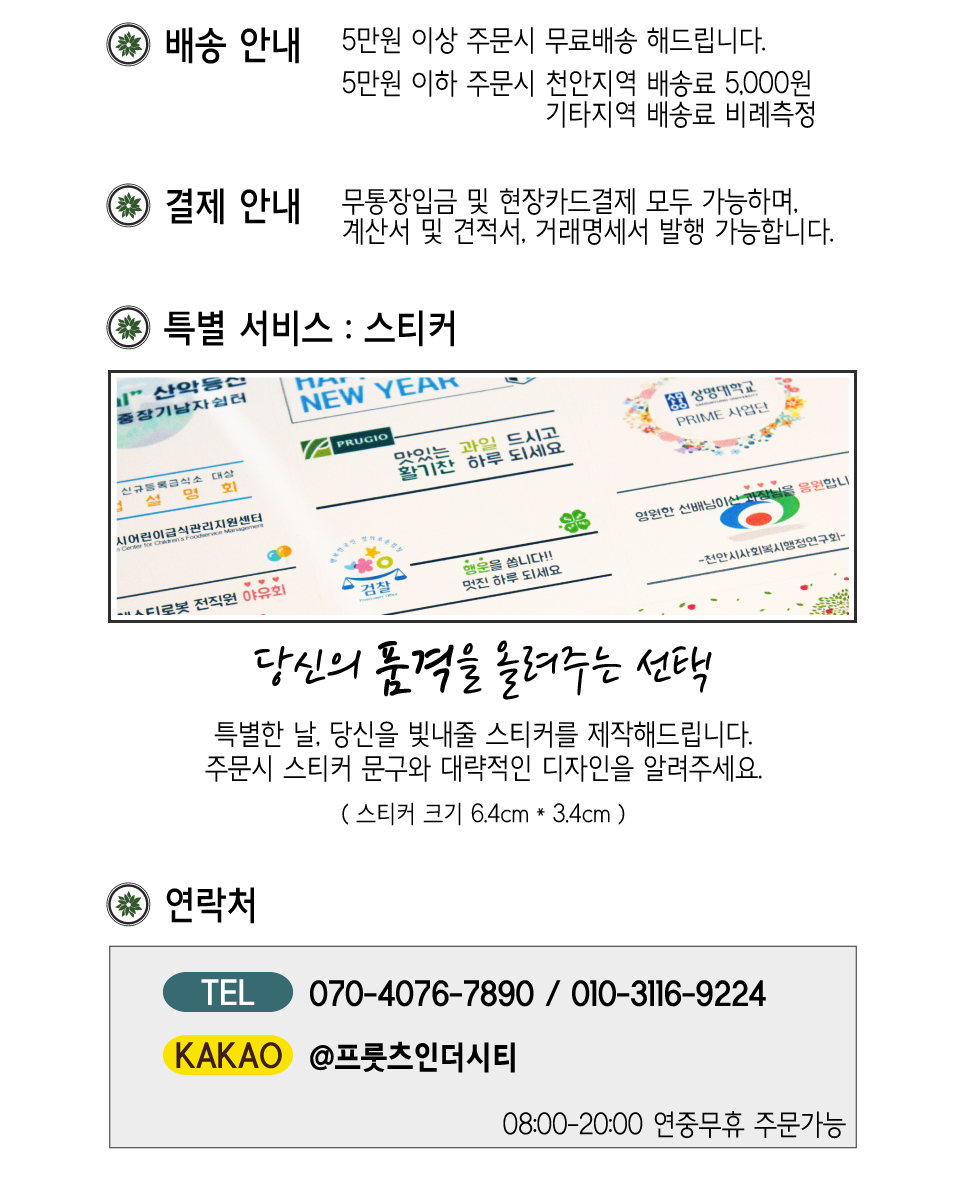 배송 안내
5만원 이상 주문시 무료배송 해드립니다.
5만원 이하 주문시 천안지역 배송료 5,000원
기타지역 배송료 비례측정
결제 안내
무통장입금 및 현장카드결제 모두 가능하며,
계산서 및 견적서, 거래명세서 발행 가능합니다.
특별 서비스 : 스티커
산악등선
중장기남자쉼터
NEW YEAR
PRUGIO
맛있는 과일 드시고
활기찬 하루 되세요
상명대학교
PRIME 사업단
신규등록급식소 대상
설 명 회
시어린이급식관리지원센터
Center for Children's Foodservice Management
영원한 선배님이신 과장님을 응원합니
-천안시사회복시행정연구회-
검찰
행운을 쏩니다!!
멋진 하루 되세요
에스티로봇 전직원 야유회
당신의 품격을 올려주는 선택
특별한 날, 당신을 빛내줄 스티커를 제작해드립니다.
주문시 스티커 문구와 대략적인 디자인을 알려주세요.
( 스티커 크기 6.4cm * 3.4cm )
연락처
TEL 070-4076-7890 / 010-3116-9224
KAKAO @프룻츠인더시티
08:00-20:00 연중무휴 주문가능